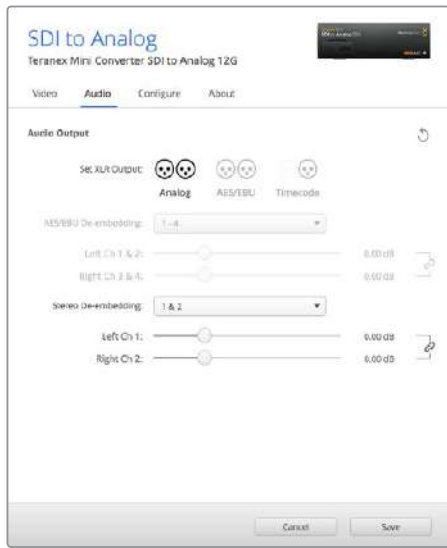 SDI to Analog
Teranex Mini Converter SDI to Analog 12G
Video Audio Configure About
Audio Output
Set XLR Output:
Analog AES/EBU Timecode
AES/EBU De-embedding: 1 - 4
Left Ch 1 & 2: 0.00 dB
Right Ch 3 & 4: 0.00 dB
Stereo De-embedding: 1 & 2
Left Ch 1: 0.00 dB
Right Ch 2: 0.00 dB
Cancel Save